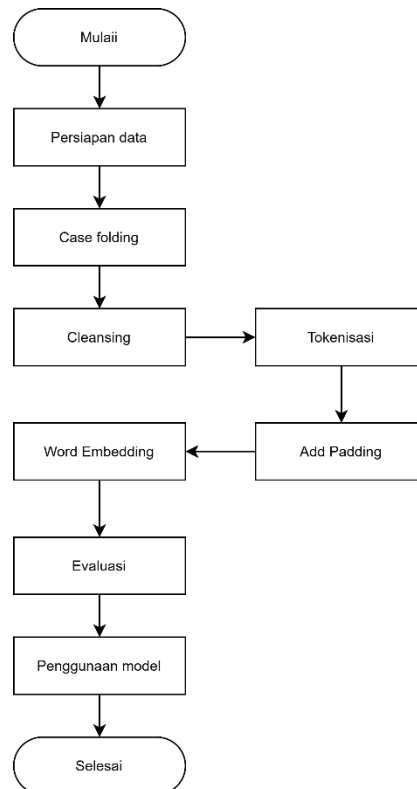 Mulaii
Persiapan data
Case folding
Cleansing
Tokenisasi
Add Padding
Word Embedding
Evaluasi
Penggunaan model
Selesai